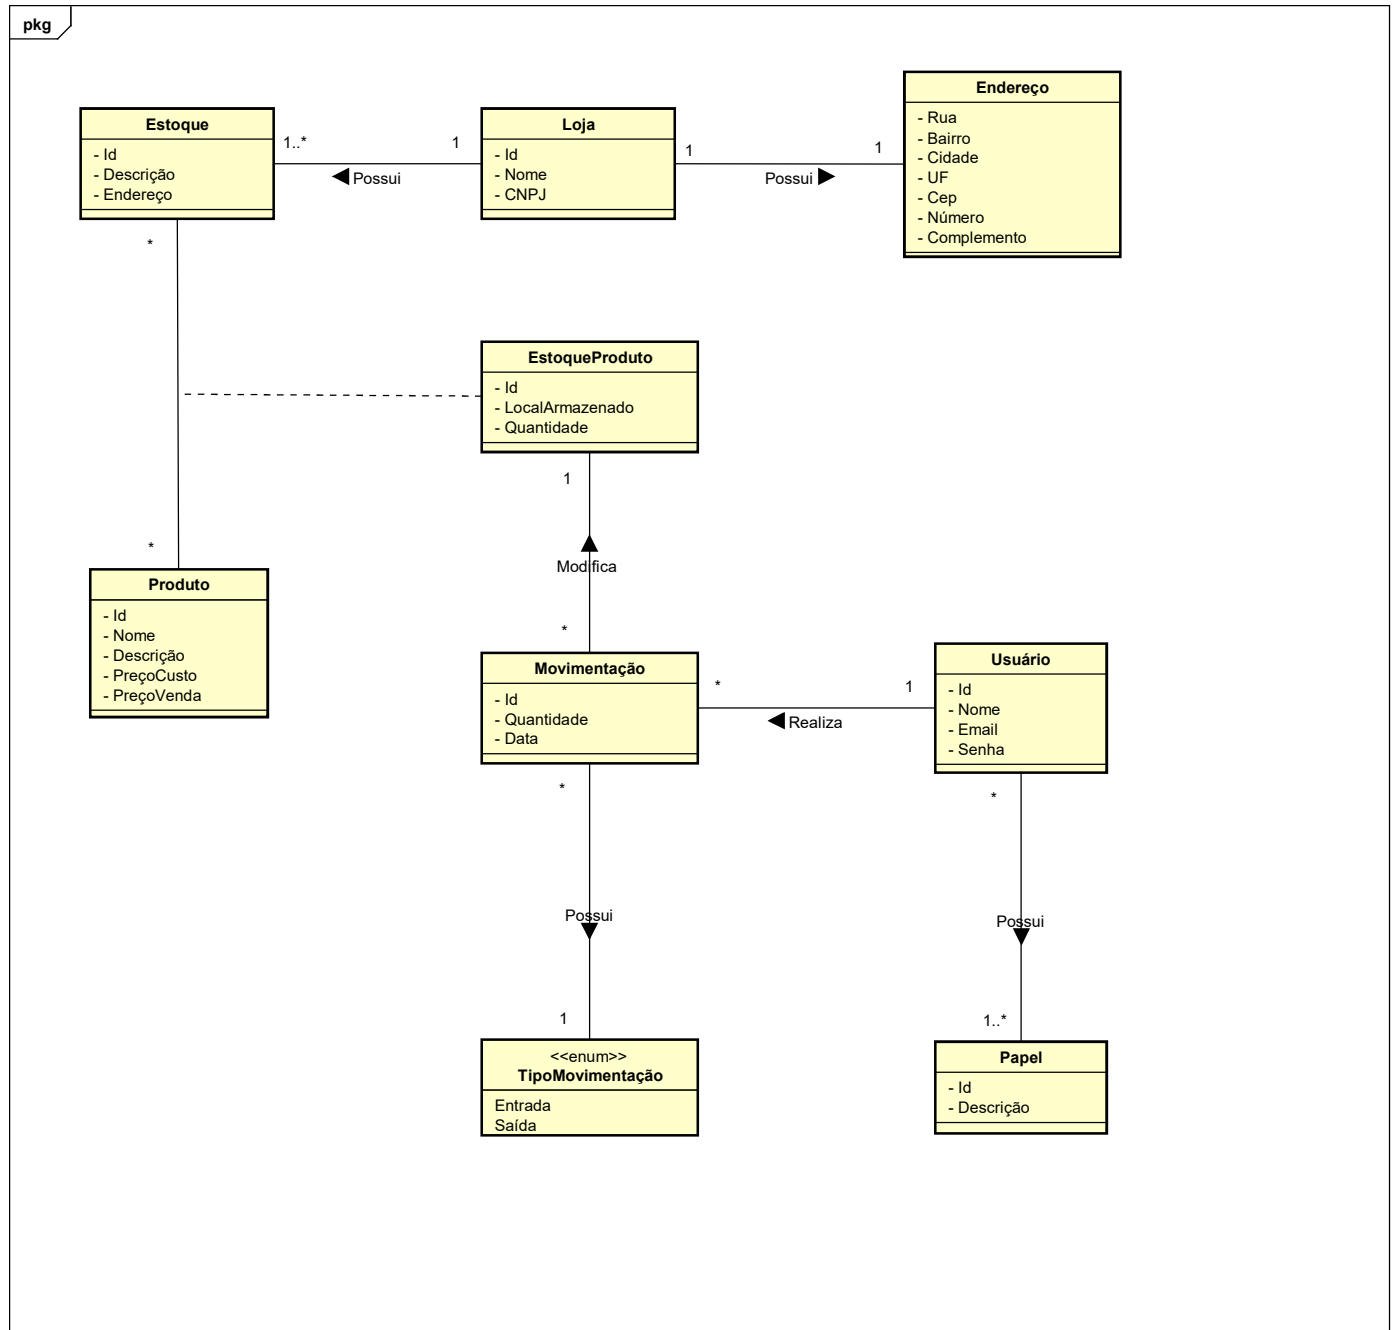 pkg
Estoque
- Id
- Descrição
- Endereço
1..*
1
Possui
Loja
- Id
- Nome
- CNPJ
1
1
Possui
Endereço
- Rua
- Bairro
- Cidade
- UF
- Cep
- Número
- Complemento
*
*
EstoqueProduto
- Id
- LocalArmazenado
- Quantidade
1
Modifica
*
Produto
- Id
- Nome
- Descrição
- PreçoCusto
- PreçoVenda
Movimentação
- Id
- Quantidade
- Data
*
1
Realiza
Usuário
- Id
- Nome
- Email
- Senha
*
Possui
1
*
Possui
1..*
<<enum>>
TipoMovimentação
Entrada
Saída
Papel
- Id
- Descrição